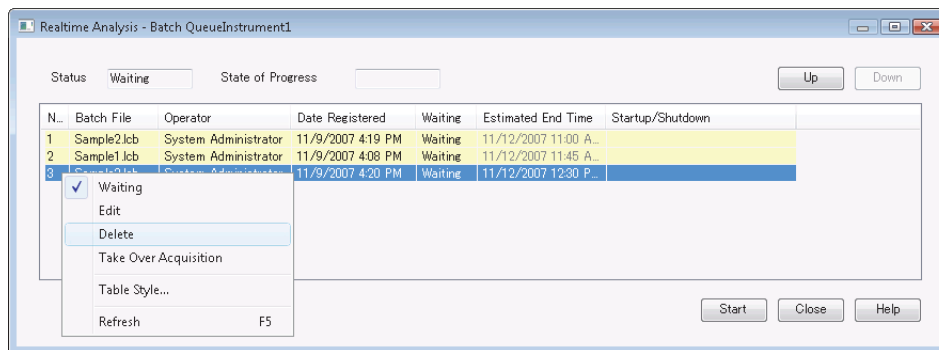 Realtime Analysis - Batch QueueInstrument1
Status Waiting State of Progress Up Down
N... Batch File Operator Date Registered Waiting Estimated End Time Startup/Shutdown
1 Sample2.lcb System Administrator 11/9/2007 4:19 PM Waiting 11/12/2007 11:00 A...
2 Sample1.lcb System Administrator 11/9/2007 4:08 PM Waiting 11/12/2007 11:45 A...
3 System Administrator 11/9/2007 4:20 PM Waiting 11/12/2007 12:30 P...
Waiting
Edit
Delete
Take Over Acquisition
Table Style...
Refresh F5
Start Close Help